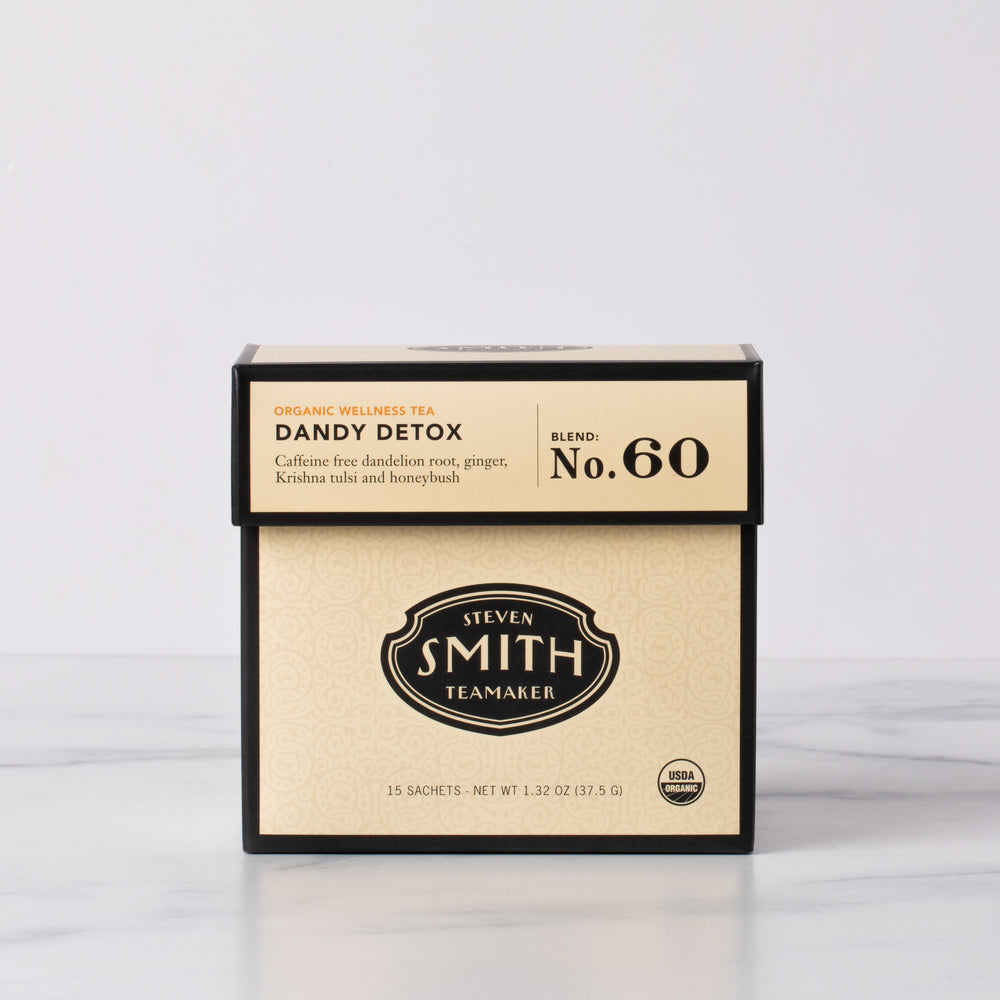 ORGANIC WELLNESS TEA
DANDY DETOX
Caffeine free dandelion root, ginger,
Krishna tulsi and honeybush
BLEND:
No.60
STEVEN
SMITH
TEAMAKER
15 SACHETS - NET WT 1.32 OZ (37.5 G)
USDA
ORGANIC